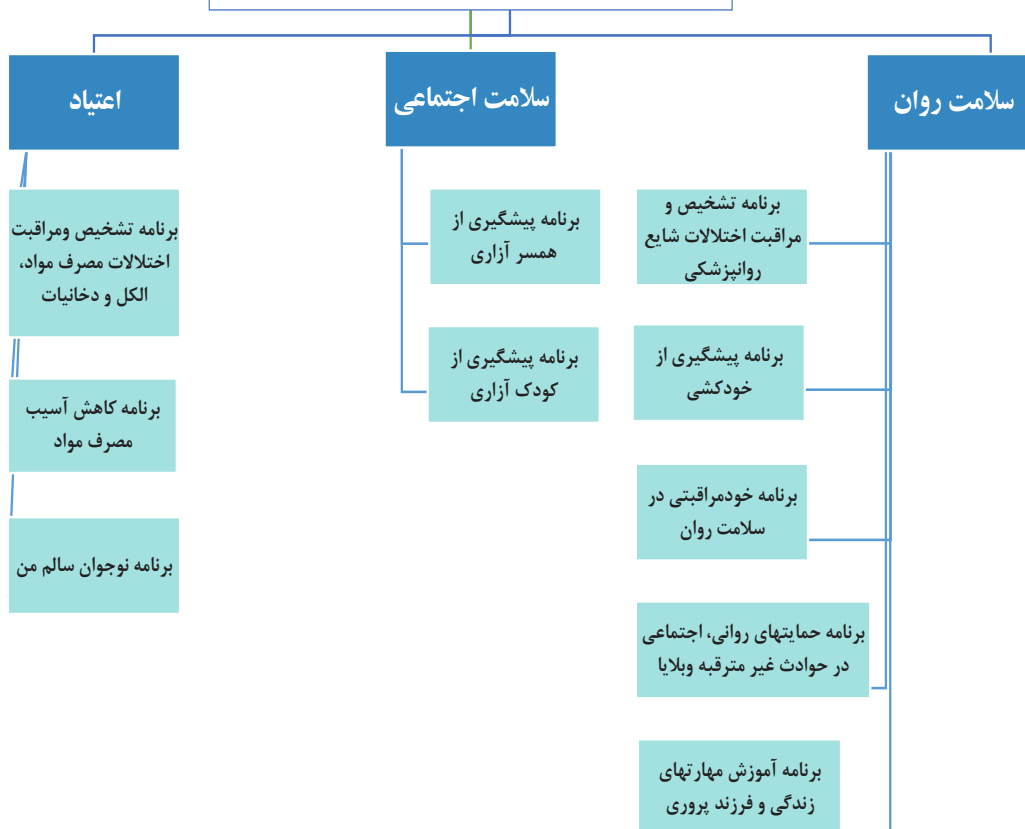 سلامت روان
سلامت اجتماعی
اعتیاد
برنامه تشخیص و
مراقبت اختلالات شایع
روانپزشکی
برنامه پیشگیری از
خودکشی
برنامه خودمراقبتی در
سلامت روان
برنامه حمایتهای روانی، اجتماعی
در حوادث غیر مترقبه وبلایا
برنامه آموزش مهارتهای
زندگی و فرزند پروری
برنامه پیشگیری از
همسر آزاری
برنامه پیشگیری از
کودک آزاری
برنامه تشخیص ومراقبت
اختلالات مصرف مواد،
الکل و دخانیات
برنامه کاهش آسیب
مصرف مواد
برنامه نوجوان سالم من